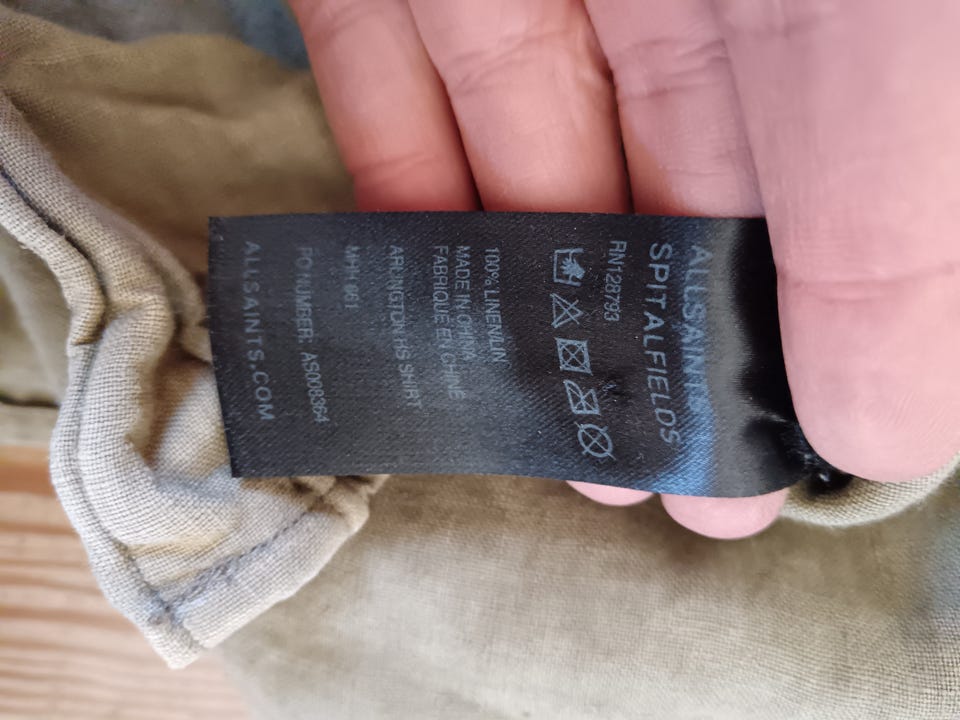 ALLSAINTS
SPITALFIELDS
RN128793
100% LINEN/LIN
MADE IN CHINA
FABRIQUE EN CHINE
ARLINGTON HS SHIRT
PO NUMBER: AS008364
ALLSAINTS.COM